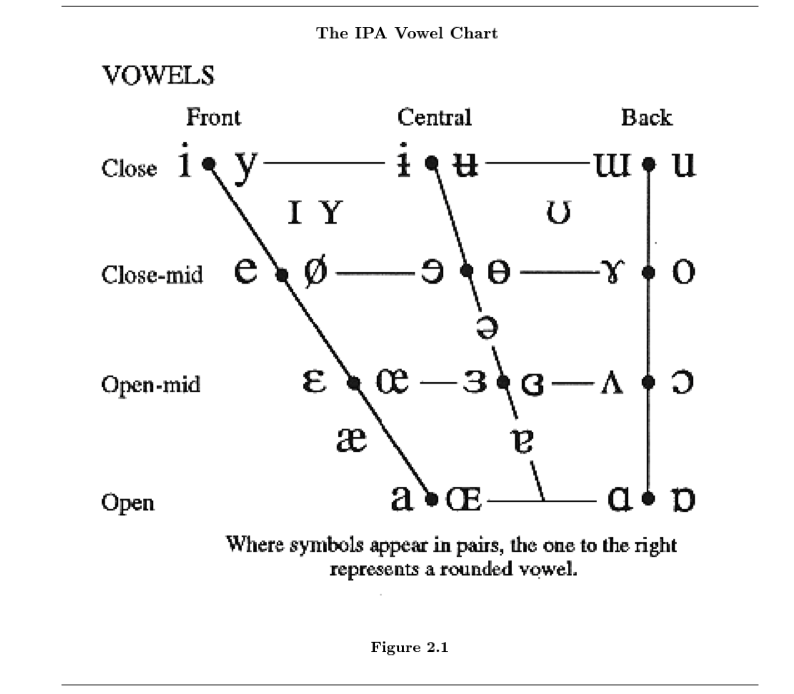 The IPA Vowel Chart
VOWELS
Front Central Back
Close i y ɨ ʉ ɯ u
I Y ʊ
Close-mid e ø ɘ ɵ ɤ o
ə
Open-mid ɛ œ ɜ ɞ ʌ ɔ
æ ɐ
Open a ɶ ɑ ɒ
Where symbols appear in pairs, the one to the right
represents a rounded vowel.
Figure 2.1